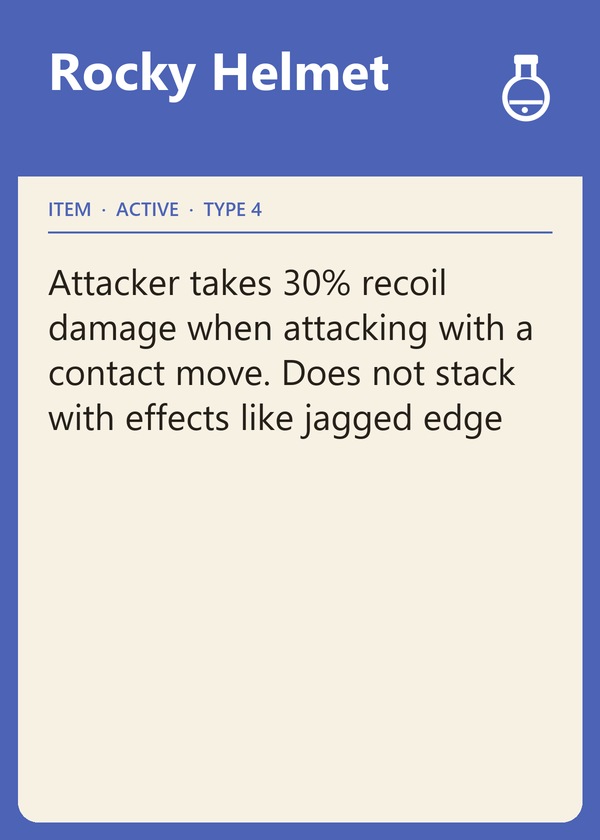 Rocky Helmet
ITEM · ACTIVE · TYPE 4
Attacker takes 30% recoil
damage when attacking with a
contact move. Does not stack
with effects like jagged edge